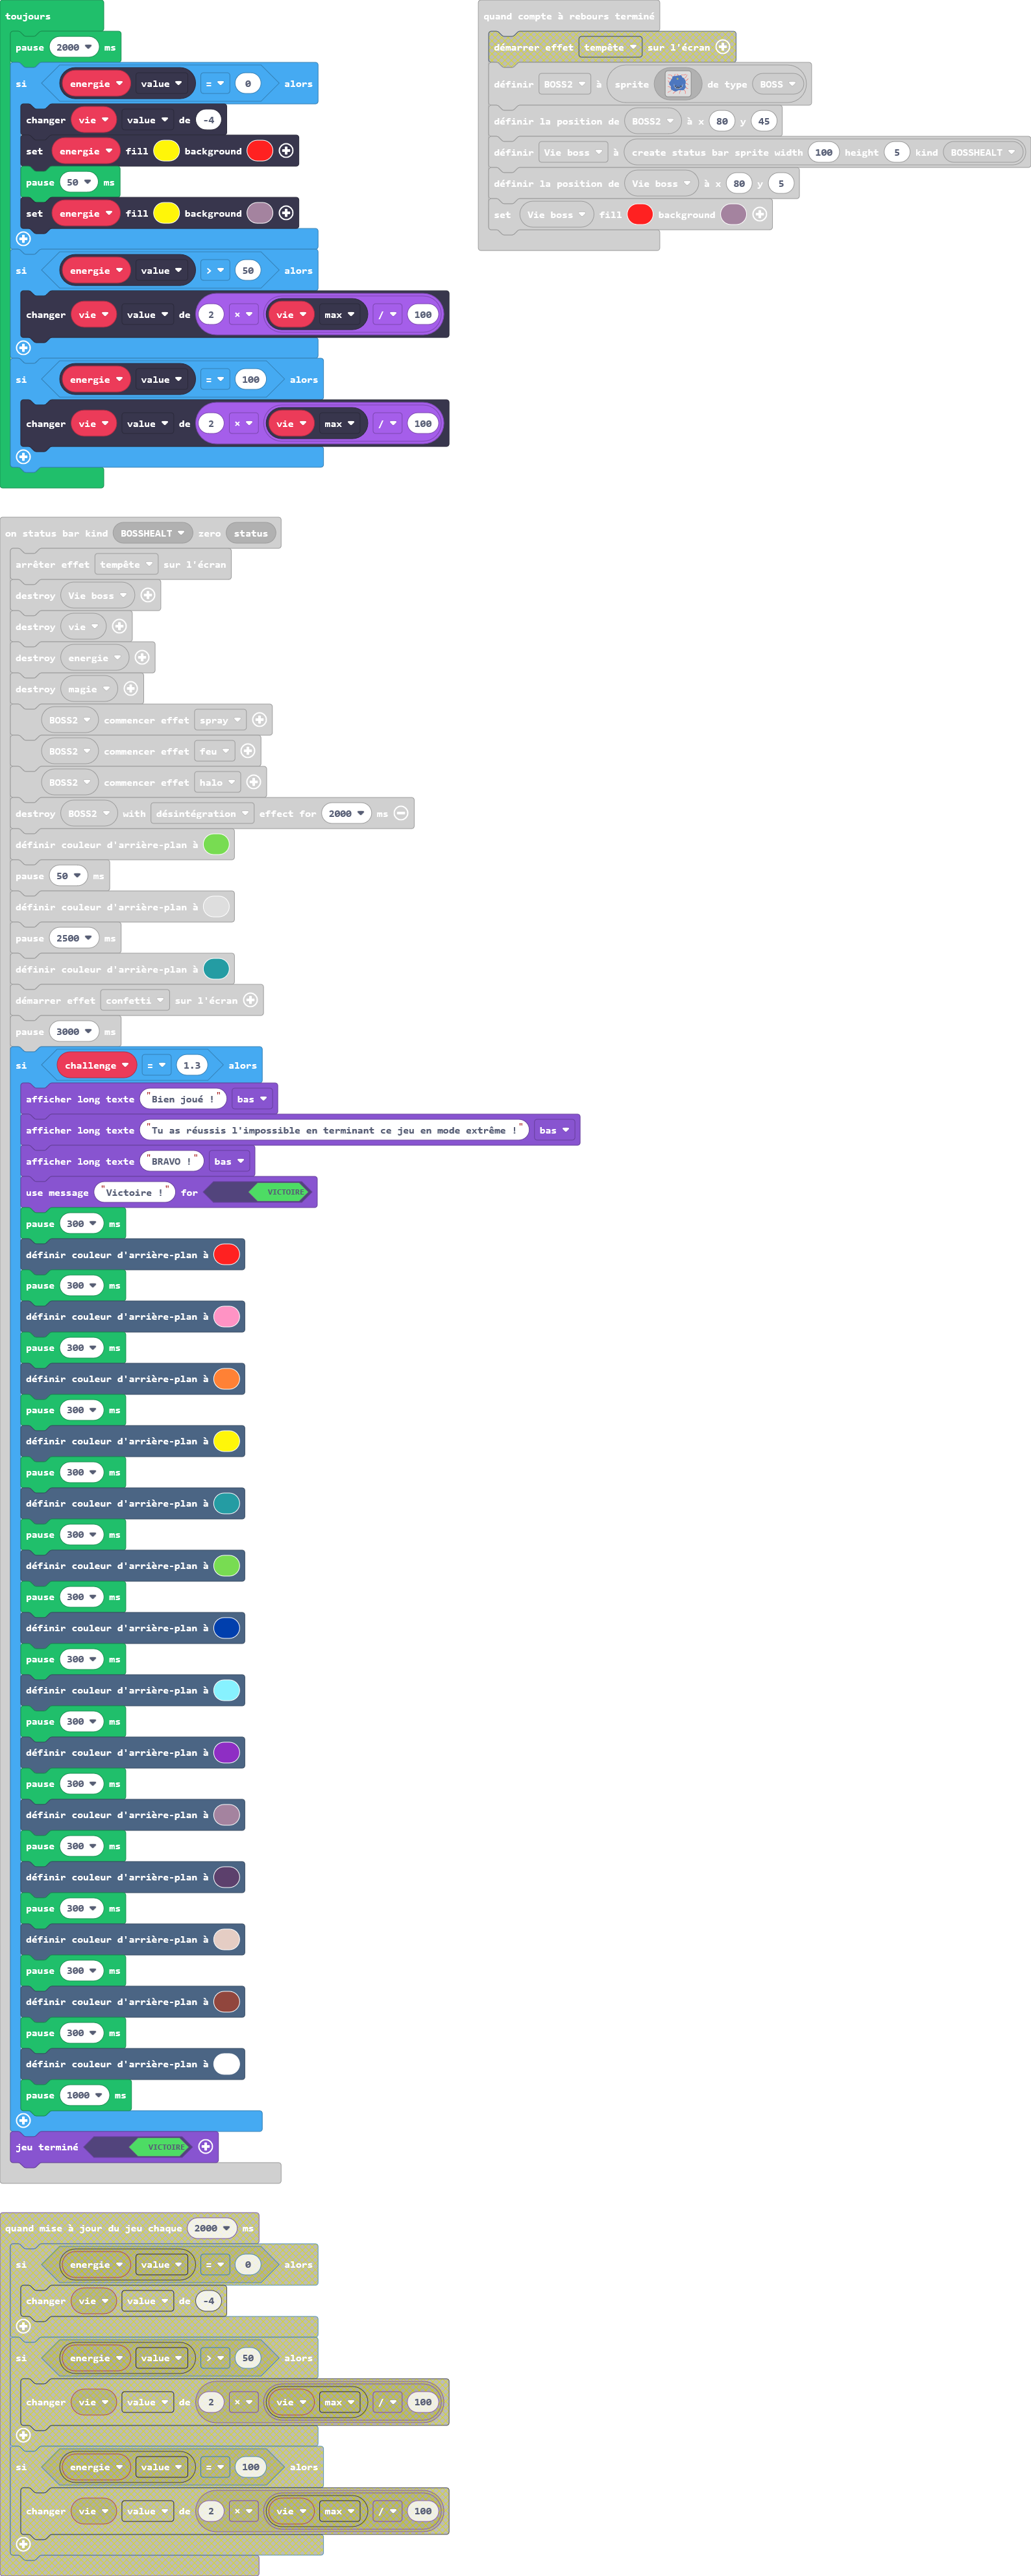 toujours
pause 2000 ms
si energie value = 0 alors
changer vie value de -4
set energie fill background
pause 50 ms
set energie fill background
si energie value > 50 alors
changer vie value de 2 × vie max / 100
si energie value = 100 alors
changer vie value de 2 × vie max / 100
quand compte à rebours terminé
démarrer effet tempête sur l'écran
définir BOSS2 à sprite de type BOSS
définir la position de BOSS2 à x 80 y 45
définir Vie boss à create status bar sprite width 100 height 5 kind BOSSHEALT
définir la position de Vie boss à x 80 y 5
set Vie boss fill background
on status bar kind BOSSHEALT zero status
arrêter effet tempête sur l'écran
destroy Vie boss
destroy vie
destroy energie
destroy magie
BOSS2 commencer effet spray
BOSS2 commencer effet feu
BOSS2 commencer effet halo
destroy BOSS2 with désintégration effect for 2000 ms
définir couleur d'arrière-plan à
pause 50 ms
définir couleur d'arrière-plan à
pause 2500 ms
définir couleur d'arrière-plan à
démarrer effet confetti sur l'écran
pause 3000 ms
si challenge = 1.3 alors
afficher long texte "Bien joué !" bas
afficher long texte "Tu as réussis l'impossible en terminant ce jeu en mode extrême !" bas
afficher long texte "BRAVO !" bas
use message "Victoire !" for VICTOIRE
pause 300 ms
définir couleur d'arrière-plan à
pause 300 ms
définir couleur d'arrière-plan à
pause 300 ms
définir couleur d'arrière-plan à
pause 300 ms
définir couleur d'arrière-plan à
pause 300 ms
définir couleur d'arrière-plan à
pause 300 ms
définir couleur d'arrière-plan à
pause 300 ms
définir couleur d'arrière-plan à
pause 300 ms
définir couleur d'arrière-plan à
pause 300 ms
définir couleur d'arrière-plan à
pause 300 ms
définir couleur d'arrière-plan à
pause 300 ms
définir couleur d'arrière-plan à
pause 300 ms
définir couleur d'arrière-plan à
pause 300 ms
définir couleur d'arrière-plan à
pause 300 ms
définir couleur d'arrière-plan à
pause 1000 ms
jeu terminé VICTOIRE
quand mise à jour du jeu chaque 2000 ms
si energie value = 0 alors
changer vie value de -4
si energie value > 50 alors
changer vie value de 2 × vie max / 100
si energie value = 100 alors
changer vie value de 2 × vie max / 100